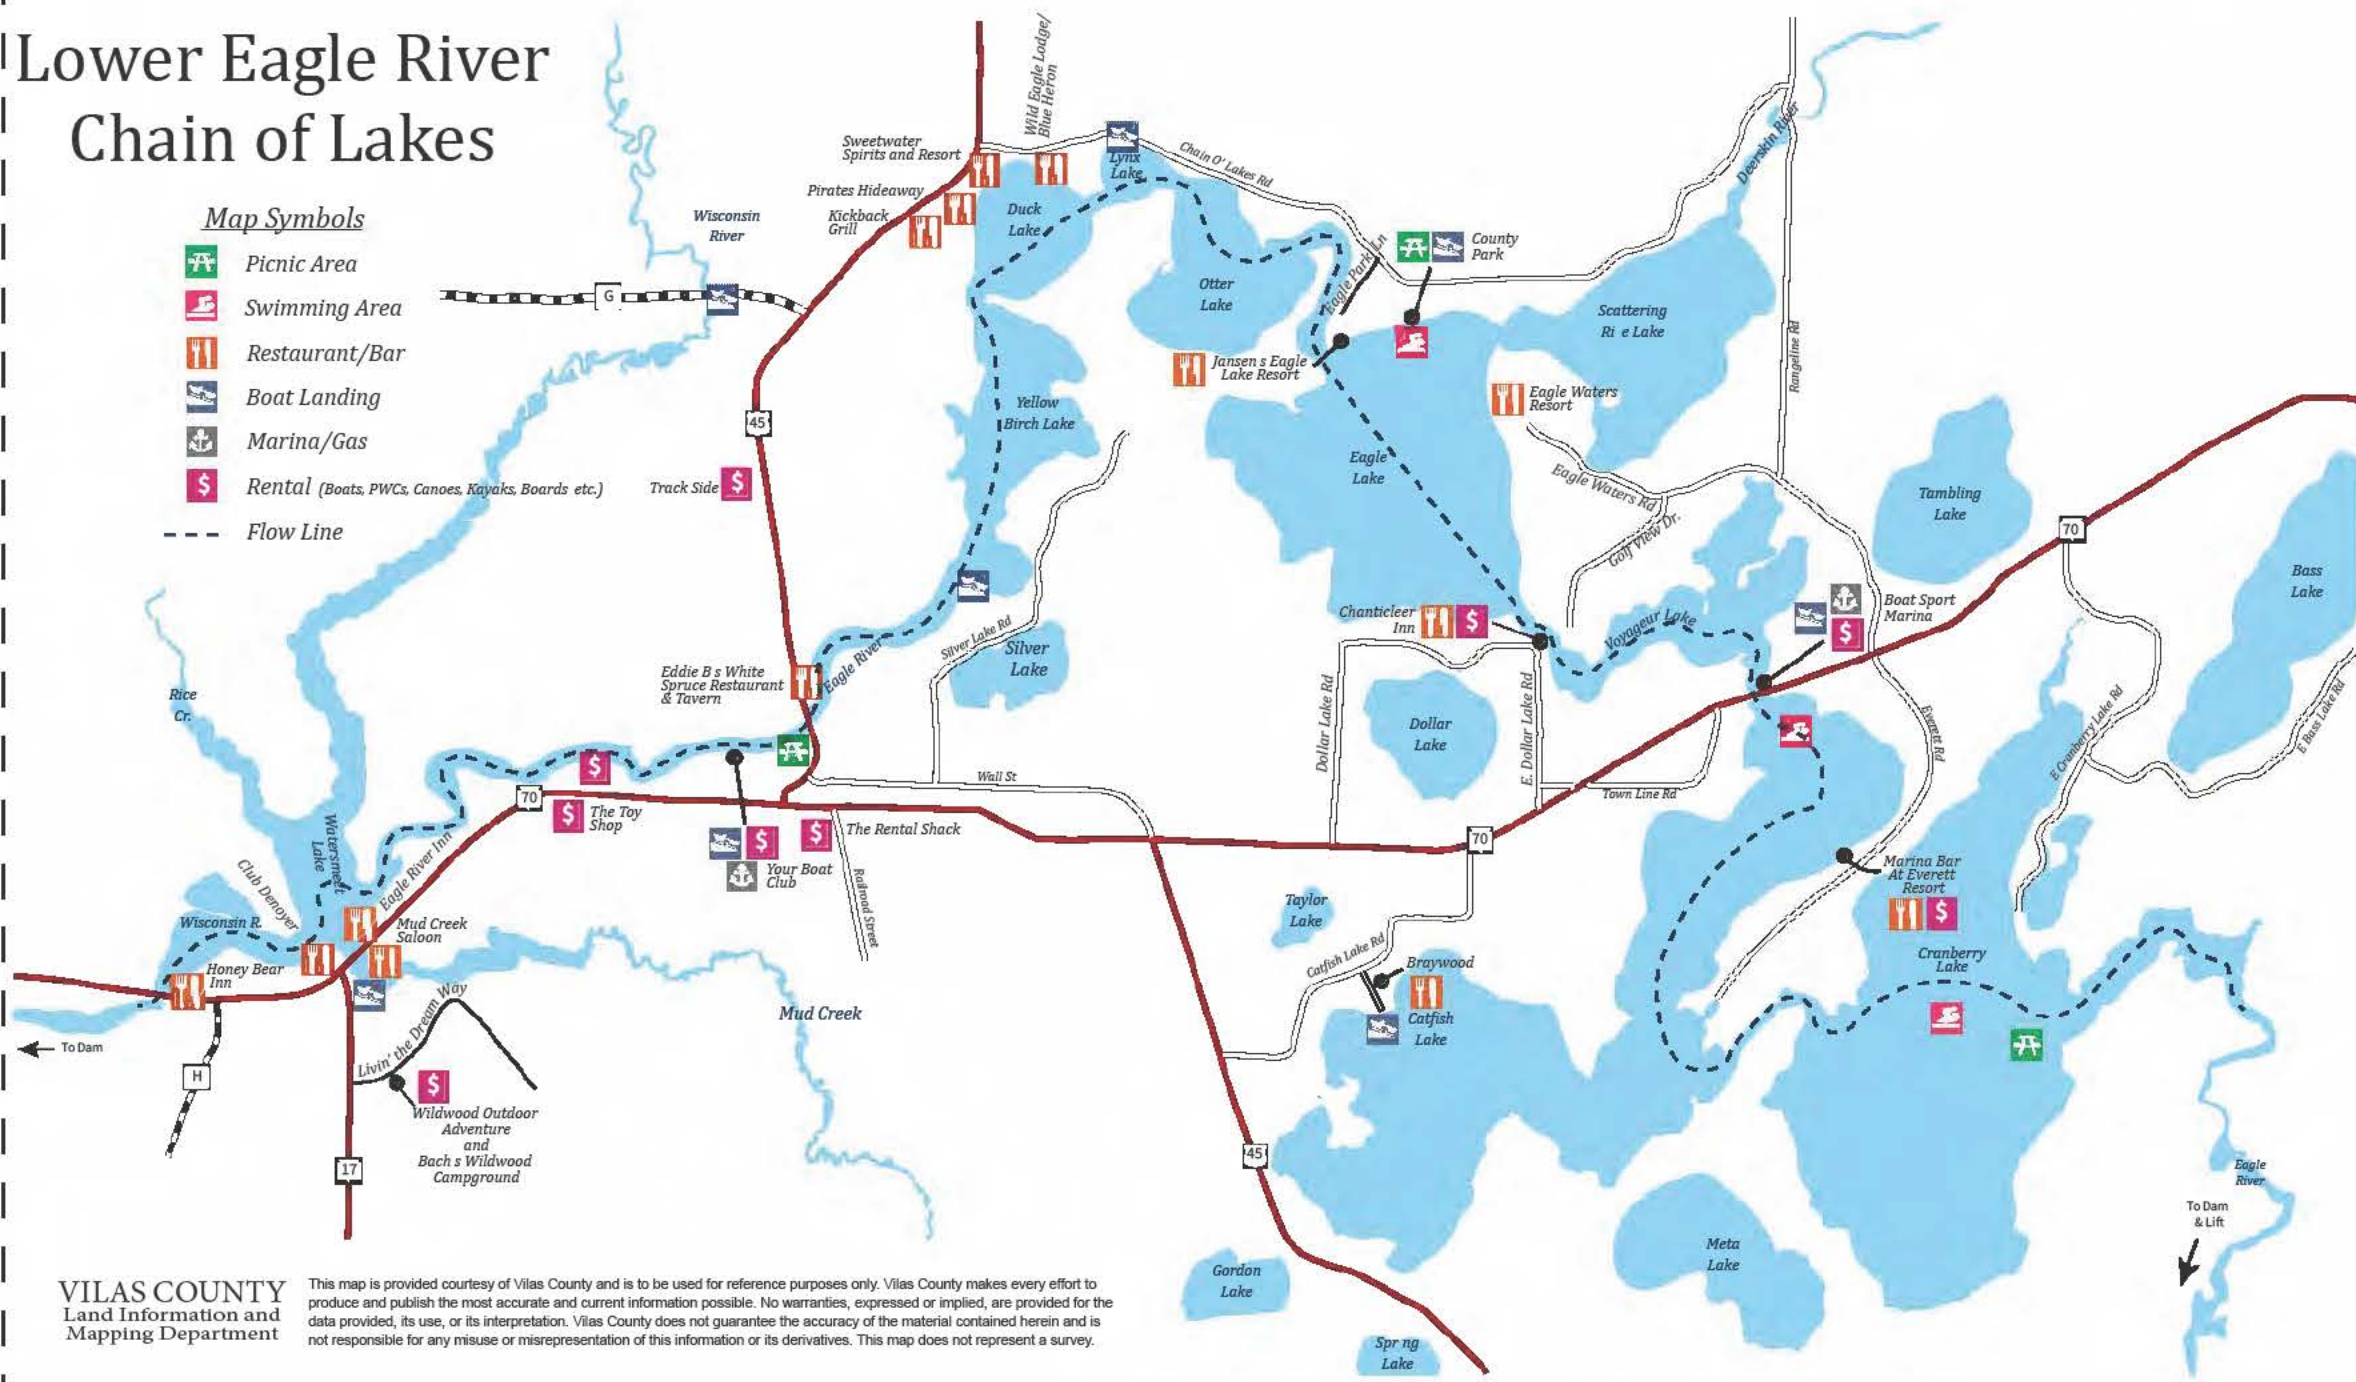 Lower Eagle River
Chain of Lakes
Map Symbols
Picnic Area
Swimming Area
Restaurant/Bar
Boat Landing
Marina/Gas
Rental (Boats, PWCs, Canoes, Kayaks, Boards etc.)
Flow Line
Wisconsin
River
G
Sweetwater
Spirits and Resort
Pirates Hideaway
Kickback
Grill
Wild Eagle Lodge/
Blue Heron
Lynx
Lake
Chain O' Lakes Rd
Duck
Lake
Otter
Lake
Eagle Park Ln
County
Park
Deerskin River
Scattering
Ri e Lake
Rangeline Rd
Jansen s Eagle
Lake Resort
Eagle Waters
Resort
45
Yellow
Birch Lake
Track Side
Eagle
Lake
Eagle Waters Rd
Golf View Dr.
Tambling
Lake
70
Bass
Lake
Chanticleer
Inn
Voyageur Lake
Boat Sport
Marina
Silver Lake Rd
Silver
Lake
Eagle River
Eddie B s White
Spruce Restaurant
& Tavern
Rice
Cr.
Dollar Lake Rd
Dollar
Lake
E. Dollar Lake Rd
Everett Rd
E Cranberry Lake Rd
E Bass Lake Rd
Wall St
Town Line Rd
70
The Toy
Shop
The Rental Shack
Your Boat
Club
Railroad Street
70
Watersmeet
Lake
Club Denoyer
Eagle River Inn
Wisconsin R.
Mud Creek
Saloon
Honey Bear
Inn
Taylor
Lake
Catfish Lake Rd
Braywood
Catfish
Lake
Marina Bar
At Everett
Resort
Cranberry
Lake
Mud Creek
To Dam
H
Livin' the Dream Way
Wildwood Outdoor
Adventure
and
Bach s Wildwood
Campground
17
45
Eagle
River
To Dam
& Lift
Meta
Lake
Gordon
Lake
Spr ng
Lake
VILAS COUNTY
Land Information and
Mapping Department
This map is provided courtesy of Vilas County and is to be used for reference purposes only. Vilas County makes every effort to
produce and publish the most accurate and current information possible. No warranties, expressed or implied, are provided for the
data provided, its use, or its interpretation. Vilas County does not guarantee the accuracy of the material contained herein and is
not responsible for any misuse or misrepresentation of this information or its derivatives. This map does not represent a survey.